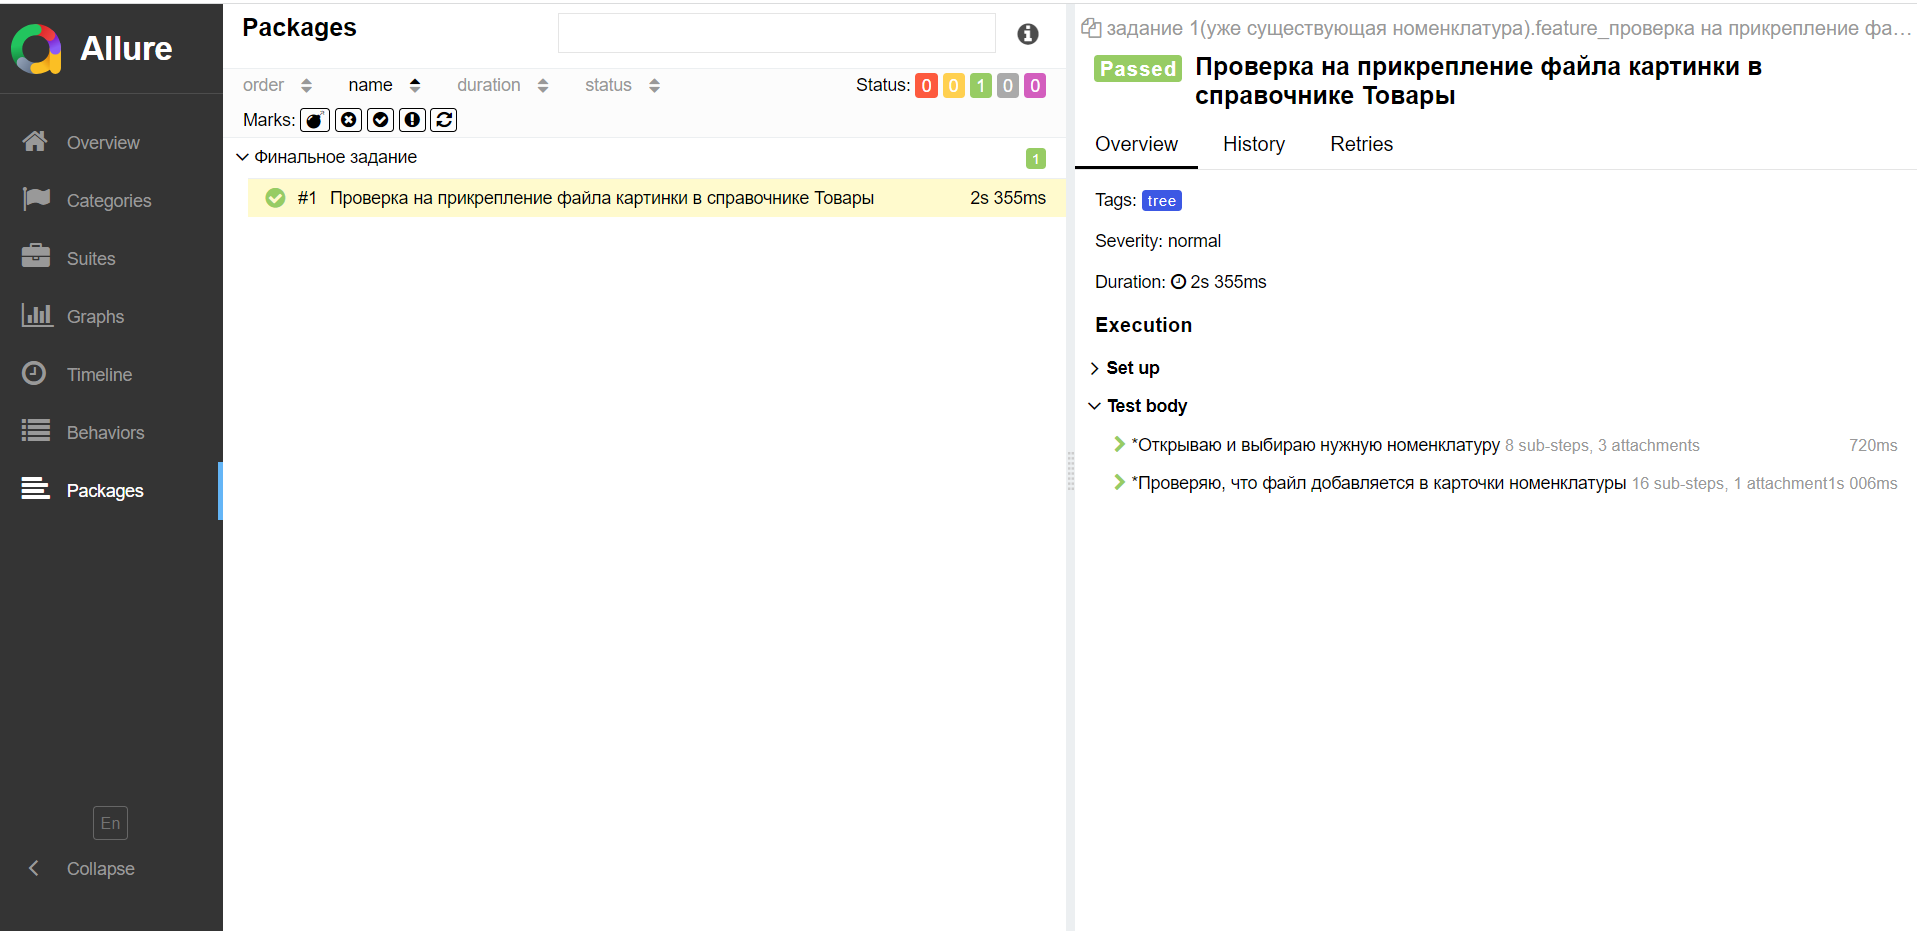 Allure
Overview
Categories
Suites
Graphs
Timeline
Behaviors
Packages
En
Collapse
Packages
order name duration status Status: 0 0 1 0 0
Marks:
Финальное задание 1
#1 Проверка на прикрепление файла картинки в справочнике Товары 2s 355ms
задание 1(уже существующая номенклатура).feature_проверка на прикрепление фа...
Passed Проверка на прикрепление файла картинки в
справочнике Товары
Overview History Retries
Tags: tree
Severity: normal
Duration: 2s 355ms
Execution
Set up
Test body
*Открываю и выбираю нужную номенклатуру 8 sub-steps, 3 attachments 720ms
*Проверяю, что файл добавляется в карточки номенклатуры 16 sub-steps, 1 attachment1s 006ms